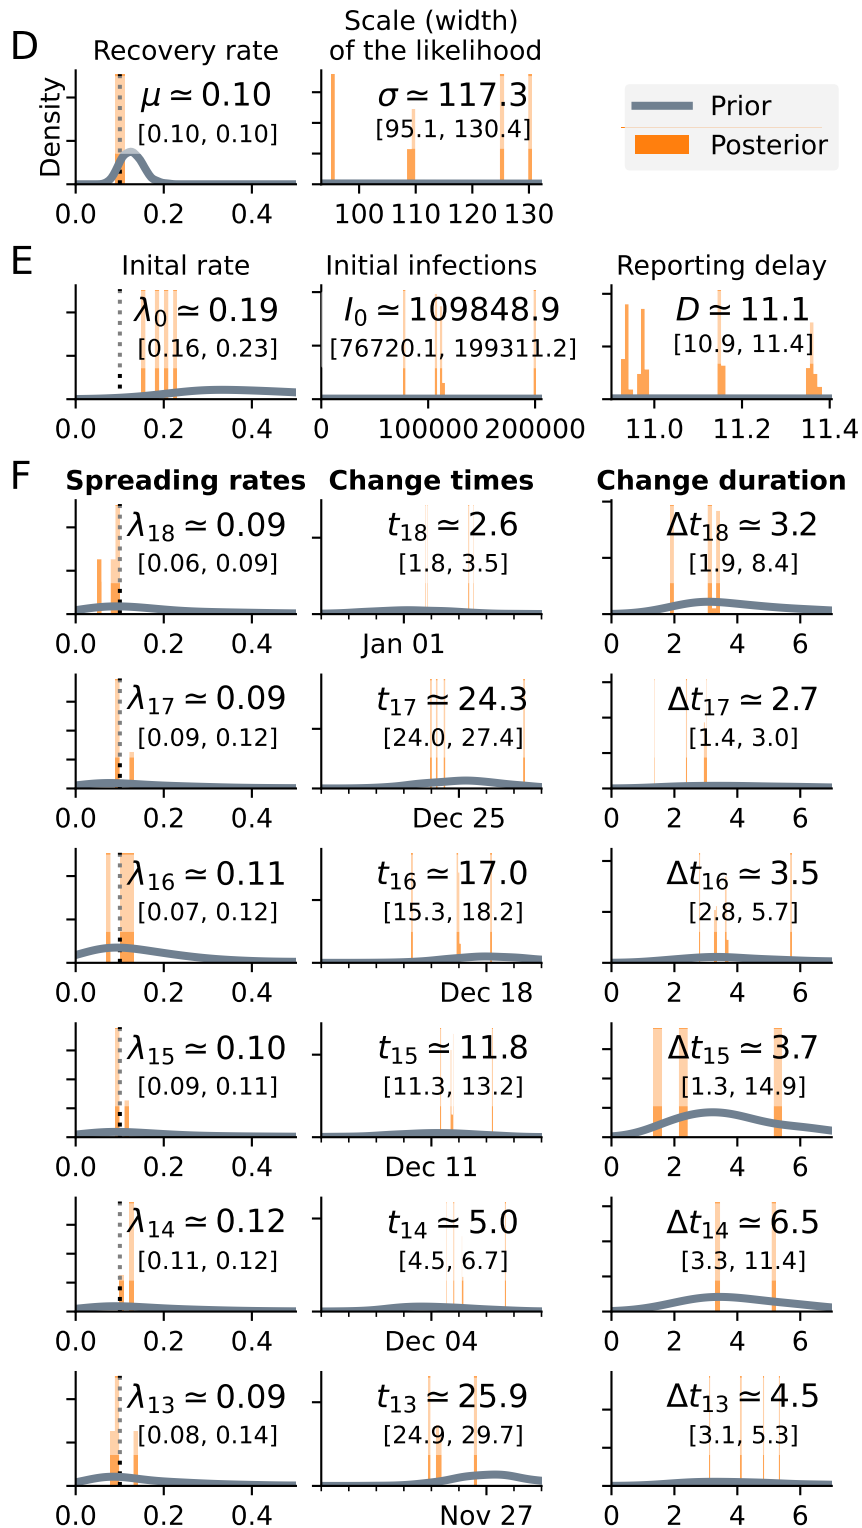 D
Recovery rate
Scale (width)
of the likelihood
Density
μ ≃ 0.10
[0.10, 0.10]
σ ≃ 117.3
[95.1, 130.4]
Prior
Posterior
0.0 0.2 0.4
100 110 120 130
E
Inital rate
Initial infections
Reporting delay
λ0 ≃ 0.19
[0.16, 0.23]
I0 ≃ 109848.9
[76720.1, 199311.2]
D ≃ 11.1
[10.9, 11.4]
0.0 0.2 0.4
0 100000 200000
11.0 11.2 11.4
F
Spreading rates
Change times
Change duration
λ18 ≃ 0.09
[0.06, 0.09]
t18 ≃ 2.6
[1.8, 3.5]
Δt18 ≃ 3.2
[1.9, 8.4]
0.0 0.2 0.4
Jan 01
0 2 4 6
λ17 ≃ 0.09
[0.09, 0.12]
t17 ≃ 24.3
[24.0, 27.4]
Δt17 ≃ 2.7
[1.4, 3.0]
0.0 0.2 0.4
Dec 25
0 2 4 6
λ16 ≃ 0.11
[0.07, 0.12]
t16 ≃ 17.0
[15.3, 18.2]
Δt16 ≃ 3.5
[2.8, 5.7]
0.0 0.2 0.4
Dec 18
0 2 4 6
λ15 ≃ 0.10
[0.09, 0.11]
t15 ≃ 11.8
[11.3, 13.2]
Δt15 ≃ 3.7
[1.3, 14.9]
0.0 0.2 0.4
Dec 11
0 2 4 6
λ14 ≃ 0.12
[0.11, 0.12]
t14 ≃ 5.0
[4.5, 6.7]
Δt14 ≃ 6.5
[3.3, 11.4]
0.0 0.2 0.4
Dec 04
0 2 4 6
λ13 ≃ 0.09
[0.08, 0.14]
t13 ≃ 25.9
[24.9, 29.7]
Δt13 ≃ 4.5
[3.1, 5.3]
0.0 0.2 0.4
Nov 27
0 2 4 6